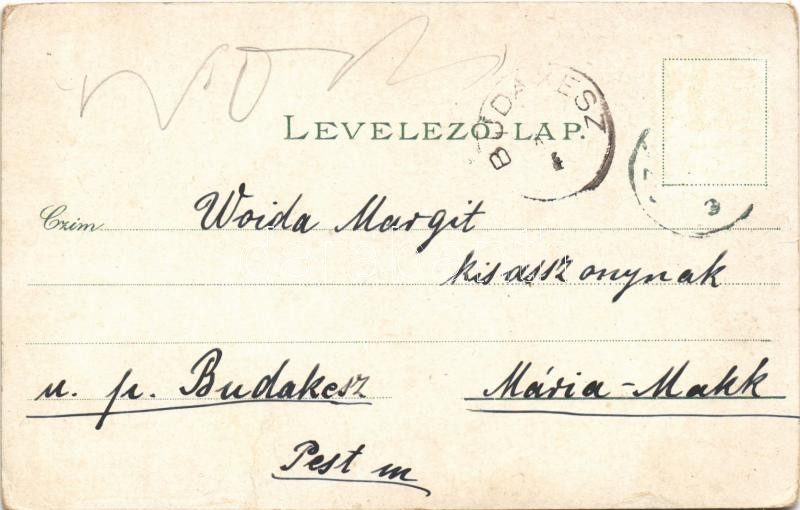 LEVELEZŐ LAP.
BUDAKESZ
Czim
Woida Margit
kisasszonynak
u. p. Budakesz
Mária-Makk
Pest m